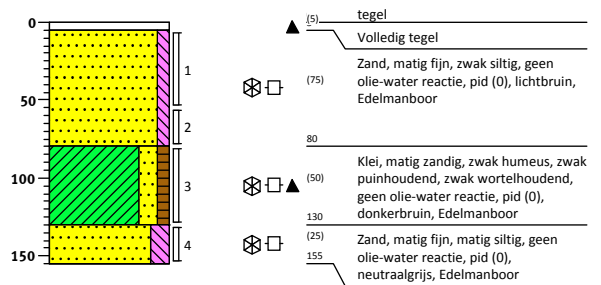 0
50
100
150
1
2
3
4
(5)
tegel
Volledig tegel
(75)
Zand, matig fijn, zwak siltig, geen
olie-water reactie, pid (0), lichtbruin,
Edelmanboor
80
(50)
Klei, matig zandig, zwak humeus, zwak
puinhoudend, zwak wortelhoudend,
geen olie-water reactie, pid (0),
donkerbruin, Edelmanboor
130
(25)
Zand, matig fijn, matig siltig, geen
olie-water reactie, pid (0),
neutraalgrijs, Edelmanboor
155